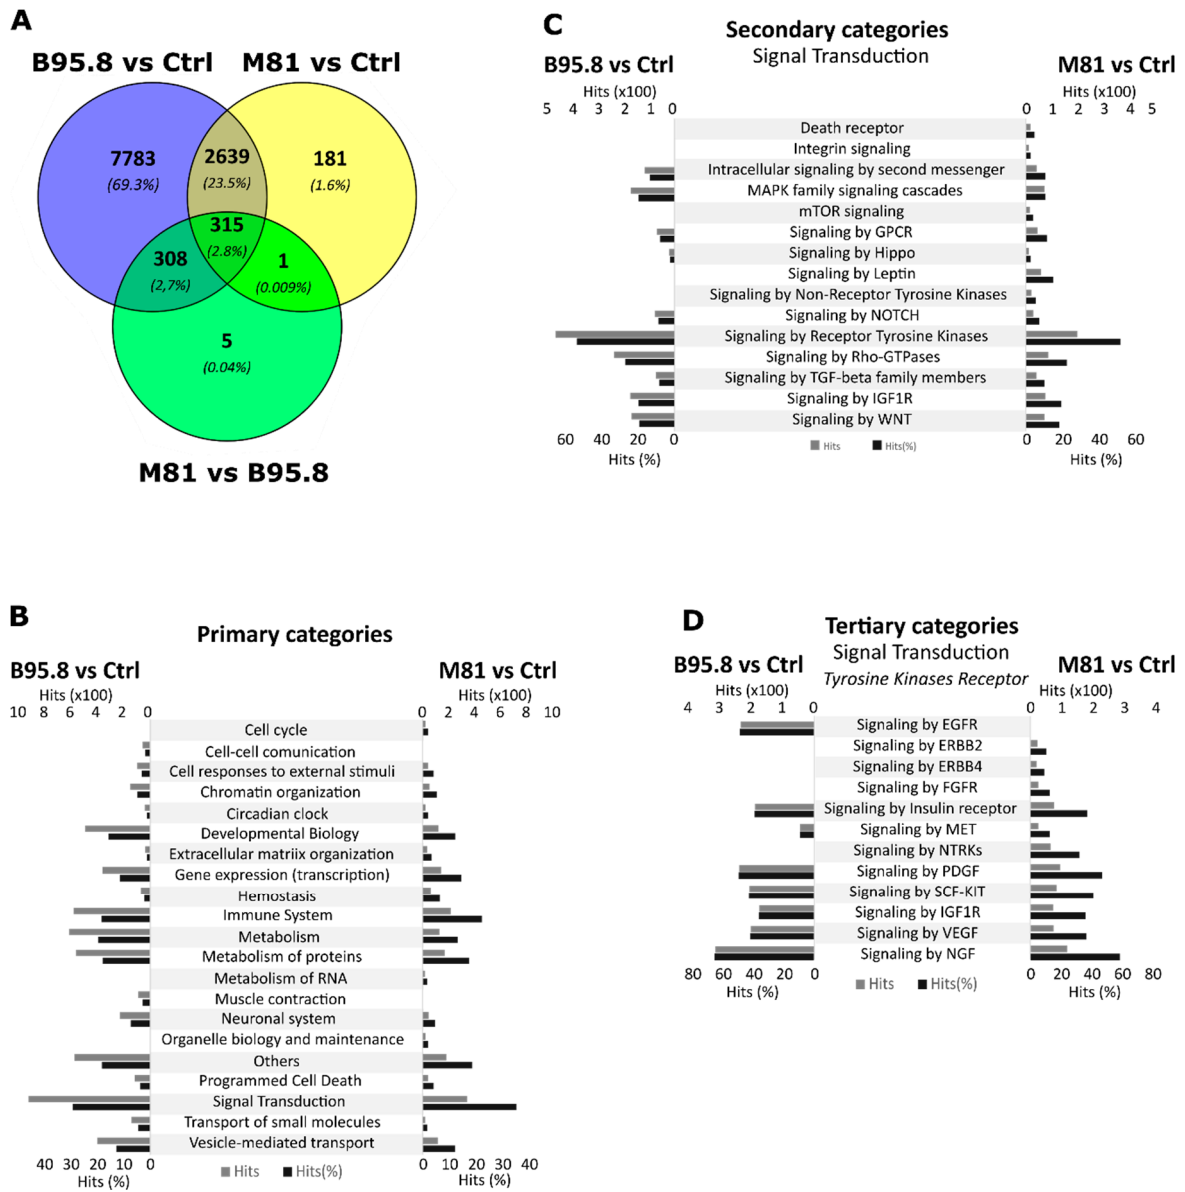 A
B95.8 vs Ctrl
M81 vs Ctrl
7783
(69.3%)
2639
(23.5%)
181
(1.6%)
315
(2.8%)
308
(2,7%)
1
(0.009%)
5
(0.04%)
M81 vs B95.8
B
Primary categories
B95.8 vs Ctrl
M81 vs Ctrl
Hits (x100)
Hits (x100)
10 8 6 4 2 0
0 2 4 6 8 10
Cell cycle
Cell-cell comunication
Cell responses to external stimuli
Chromatin organization
Circadian clock
Developmental Biology
Extracellular matriix organization
Gene expression (transcription)
Hemostasis
Immune System
Metabolism
Metabolism of proteins
Metabolism of RNA
Muscle contraction
Neuronal system
Organelle biology and maintenance
Others
Programmed Cell Death
Signal Transduction
Transport of small molecules
Vesicle-mediated transport
40 30 20 10 0
0 10 20 30 40
Hits (%)
Hits
Hits(%)
Hits (%)
C
Secondary categories
Signal Transduction
B95.8 vs Ctrl
M81 vs Ctrl
Hits (x100)
Hits (x100)
5 4 3 2 1 0
0 1 2 3 4 5
Death receptor
Integrin signaling
Intracellular signaling by second messenger
MAPK family signaling cascades
mTOR signaling
Signaling by GPCR
Signaling by Hippo
Signaling by Leptin
Signaling by Non-Receptor Tyrosine Kinases
Signaling by NOTCH
Signaling by Receptor Tyrosine Kinases
Signaling by Rho-GTPases
Signaling by TGF-beta family members
Signaling by IGF1R
Signaling by WNT
60 40 20 0
0 20 40 60
Hits (%)
Hits
Hits(%)
Hits (%)
D
Tertiary categories
Signal Transduction
Tyrosine Kinases Receptor
B95.8 vs Ctrl
M81 vs Ctrl
Hits (x100)
Hits (x100)
4 3 2 1 0
0 1 2 3 4
Signaling by EGFR
Signaling by ERBB2
Signaling by ERBB4
Signaling by FGFR
Signaling by Insulin receptor
Signaling by MET
Signaling by NTRKs
Signaling by PDGF
Signaling by SCF-KIT
Signaling by IGF1R
Signaling by VEGF
Signaling by NGF
80 60 40 20 0
0 20 40 60 80
Hits (%)
Hits
Hits(%)
Hits (%)